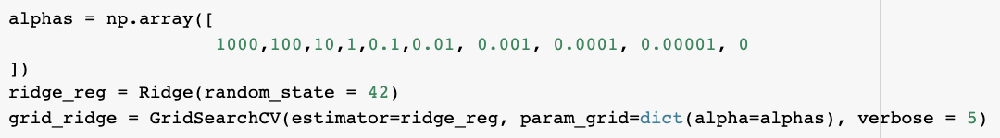 alphas = np.array([
1000,100,10,1,0.1,0.01, 0.001, 0.0001, 0.00001, 0
])
ridge_reg = Ridge(random_state = 42)
grid_ridge = GridSearchCV(estimator=ridge_reg, param_grid=dict(alpha=alphas), verbose = 5)